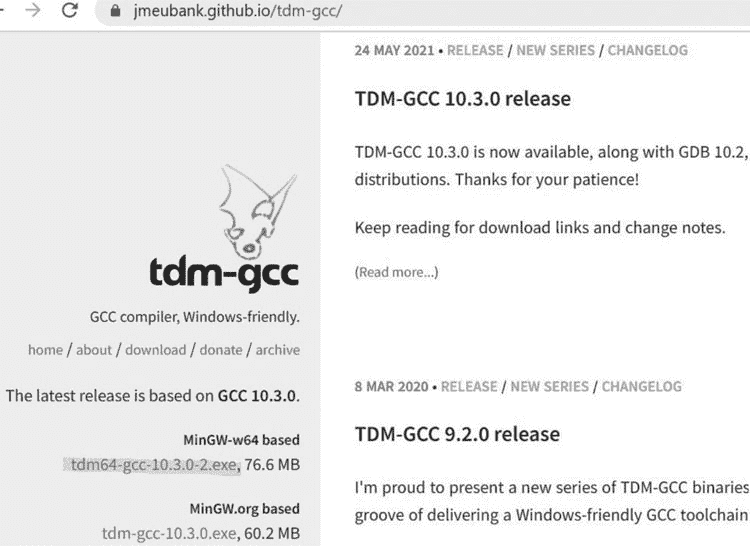 jmeubank.github.io/tdm-gcc/
tdm-gcc
GCC compiler, Windows-friendly.
home / about / download / donate / archive
The latest release is based on GCC 10.3.0.
MinGW-w64 based
tdm64-gcc-10.3.0-2.exe, 76.6 MB
MinGW.org based
tdm-gcc-10.3.0.exe, 60.2 MB
24 MAY 2021 • RELEASE / NEW SERIES / CHANGELOG
TDM-GCC 10.3.0 release
TDM-GCC 10.3.0 is now available, along with GDB 10.2,
distributions. Thanks for your patience!
Keep reading for download links and change notes.
(Read more...)
8 MAR 2020 • RELEASE / NEW SERIES / CHANGELOG
TDM-GCC 9.2.0 release
I'm proud to present a new series of TDM-GCC binaries
groove of delivering a Windows-friendly GCC toolchain